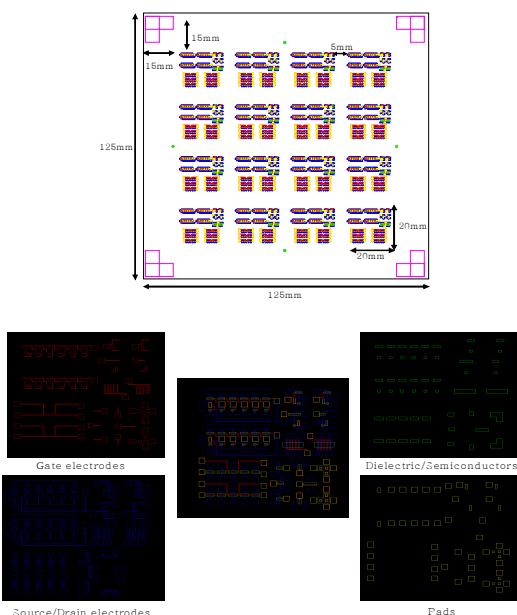 15mm
5mm
15mm
125mm
20mm
20mm
125mm
Gate electrodes
Dielectric/Semiconductors
Source/Drain electrodes
Pads